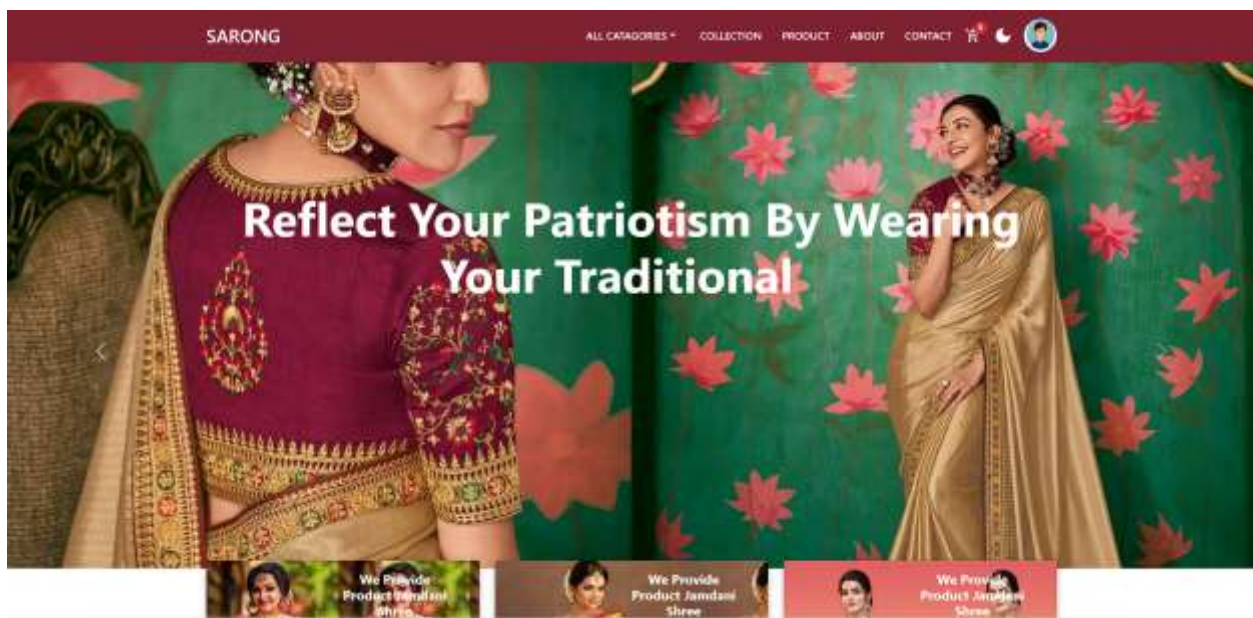 SARONG
ALL CATAGORIES
COLLECTION
PRODUCT
ABOUT
CONTACT
Reflect Your Patriotism By Wearing
Your Traditional
We Provide
Product Jamdani
Shree
We Provide
Product Jamdani
Shree
We Provide
Product Jamdani
Shree